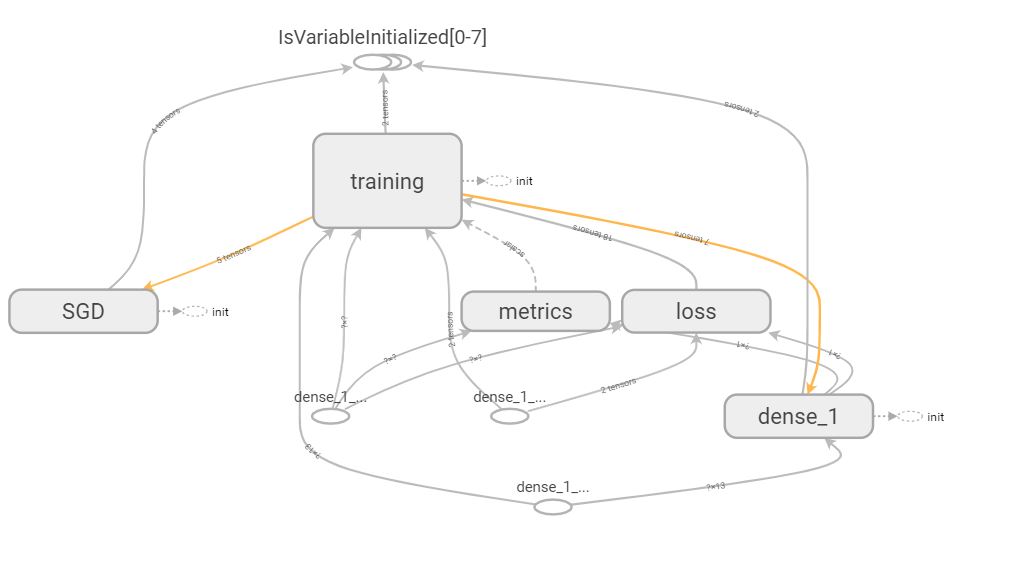 IsVariableInitialized[0-7]
4 tensors
2 tensors
2 tensors
training
init
5 tensors
18 tensors
7 tensors
scalar
SGD
init
metrics
loss
?×?
2 tensors
?×?
?×?
?×1
?×1
2 tensors
dense_1_...
dense_1_...
dense_1
init
?×13
dense_1_...
?×13